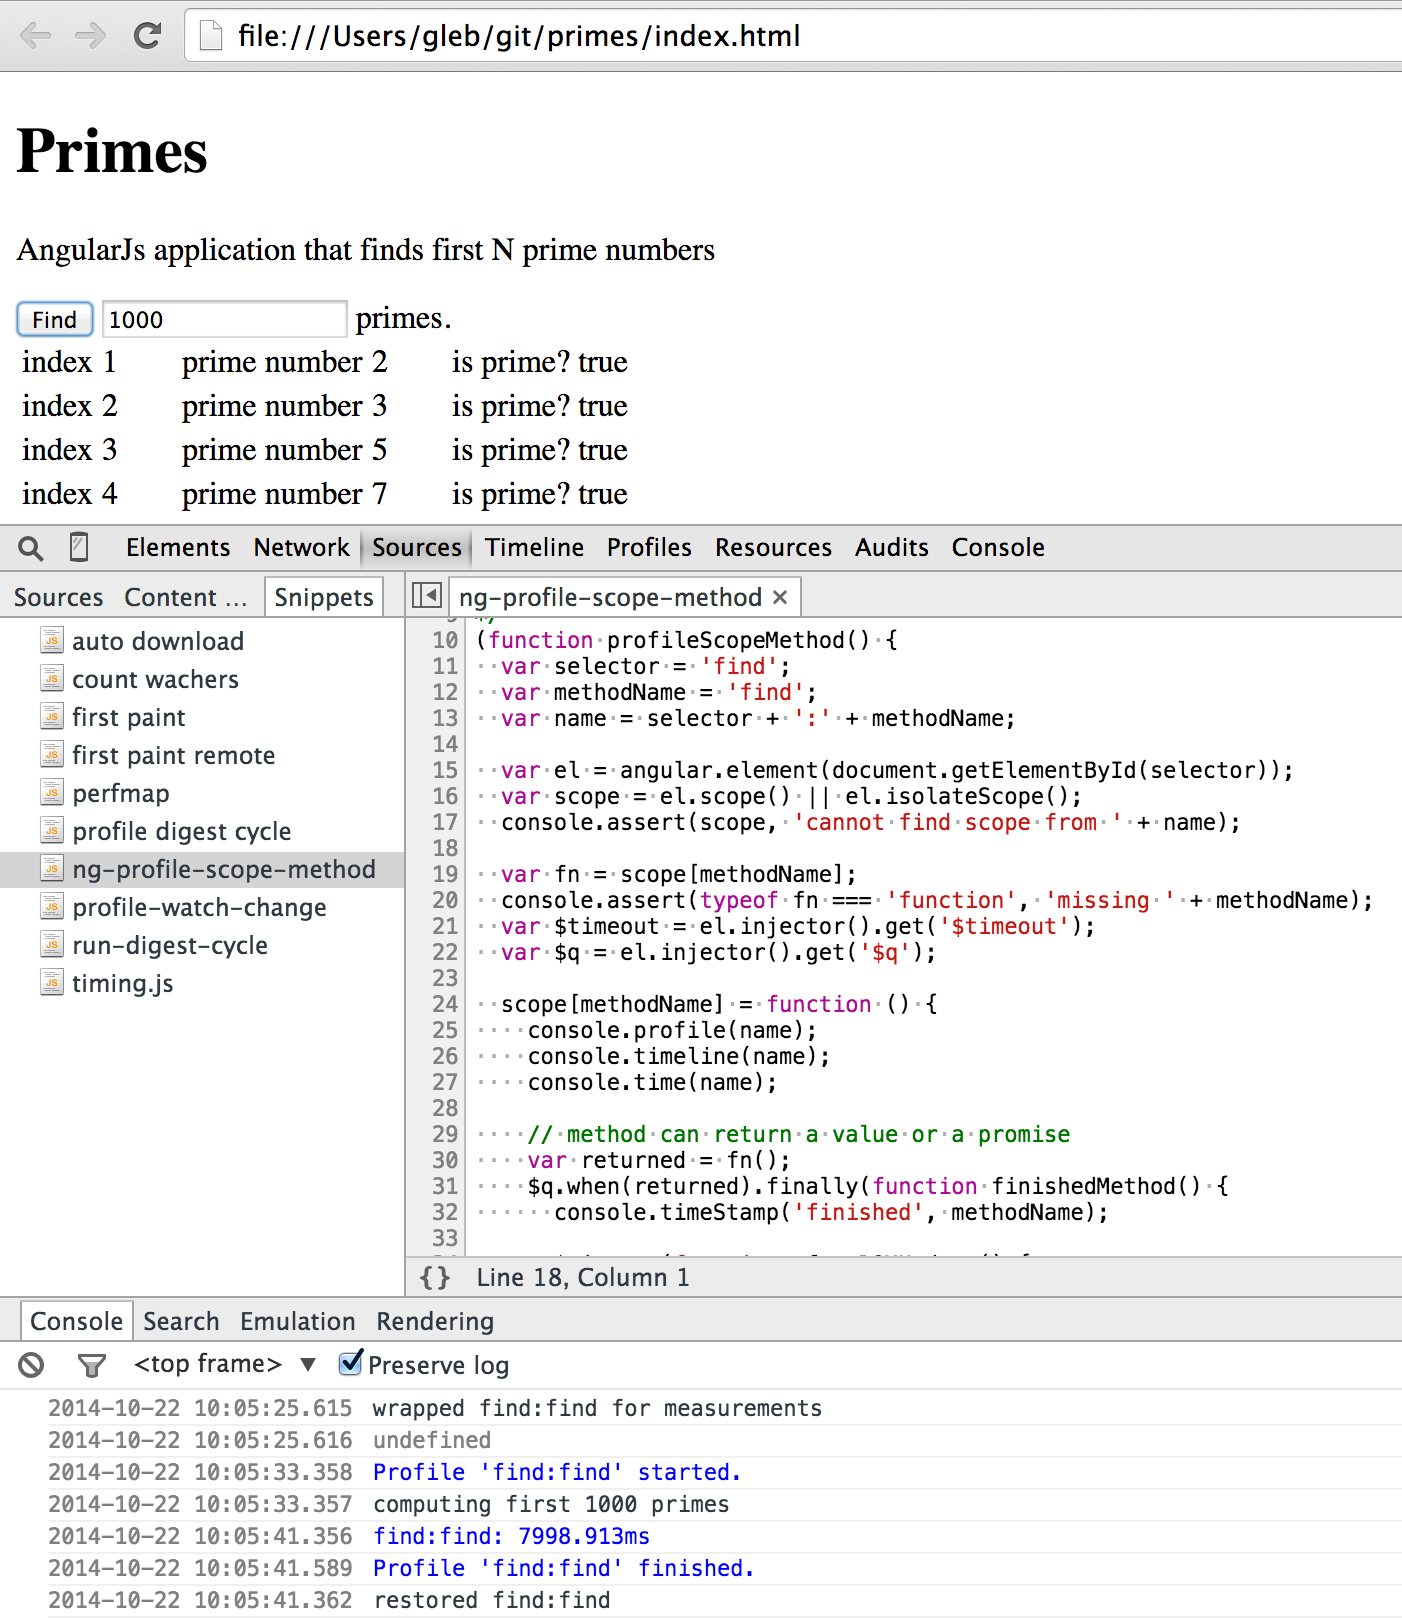 file:///Users/gleb/git/primes/index.html
Primes
AngularJs application that finds first N prime numbers
Find 1000 primes.
index 1 prime number 2 is prime? true
index 2 prime number 3 is prime? true
index 3 prime number 5 is prime? true
index 4 prime number 7 is prime? true
Elements Network Sources Timeline Profiles Resources Audits Console
Sources Content ... Snippets
auto download
count wachers
first paint
first paint remote
perfmap
profile digest cycle
ng-profile-scope-method
profile-watch-change
run-digest-cycle
timing.js
ng-profile-scope-method ×
10 (function profileScopeMethod() {
11 var selector = 'find';
12 var methodName = 'find';
13 var name = selector + ':' + methodName;
14
15 var el = angular.element(document.getElementById(selector));
16 var scope = el.scope() || el.isolateScope();
17 console.assert(scope, 'cannot find scope from ' + name);
18
19 var fn = scope[methodName];
20 console.assert(typeof fn === 'function', 'missing ' + methodName);
21 var $timeout = el.injector().get('$timeout');
22 var $q = el.injector().get('$q');
23
24 scope[methodName] = function () {
25 console.profile(name);
26 console.timeline(name);
27 console.time(name);
28
29 // method can return a value or a promise
30 var returned = fn();
31 $q.when(returned).finally(function finishedMethod() {
32 console.timeStamp('finished', methodName);
33
{} Line 18, Column 1
Console Search Emulation Rendering
<top frame> ▼ Preserve log
2014-10-22 10:05:25.615 wrapped find:find for measurements
2014-10-22 10:05:25.616 undefined
2014-10-22 10:05:33.358 Profile 'find:find' started.
2014-10-22 10:05:33.357 computing first 1000 primes
2014-10-22 10:05:41.356 find:find: 7998.913ms
2014-10-22 10:05:41.589 Profile 'find:find' finished.
2014-10-22 10:05:41.362 restored find:find